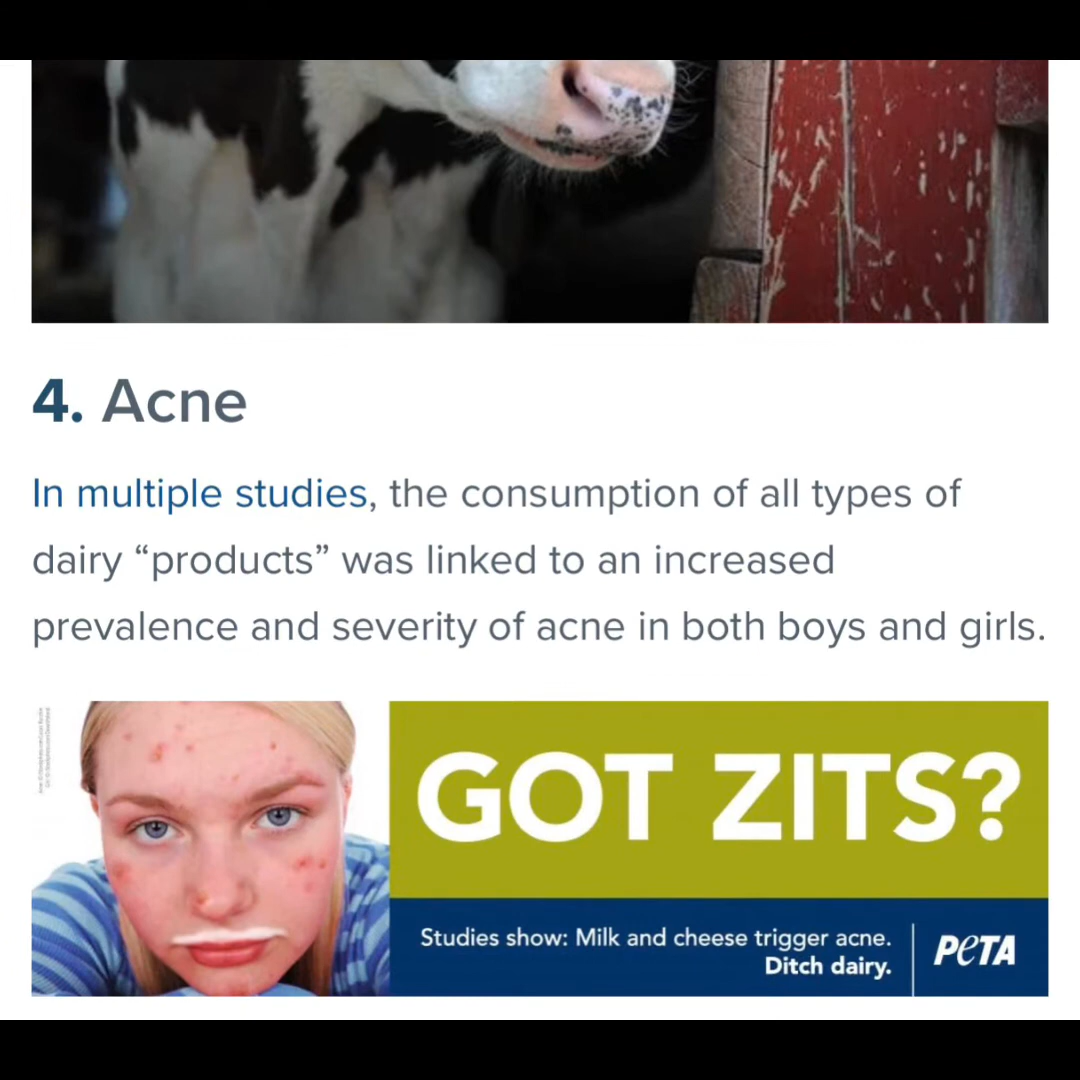 4. Acne
In multiple studies, the consumption of all types of
dairy “products” was linked to an increased
prevalence and severity of acne in both boys and girls.
GOT ZITS?
Studies show: Milk and cheese trigger acne.
Ditch dairy.
PeTA